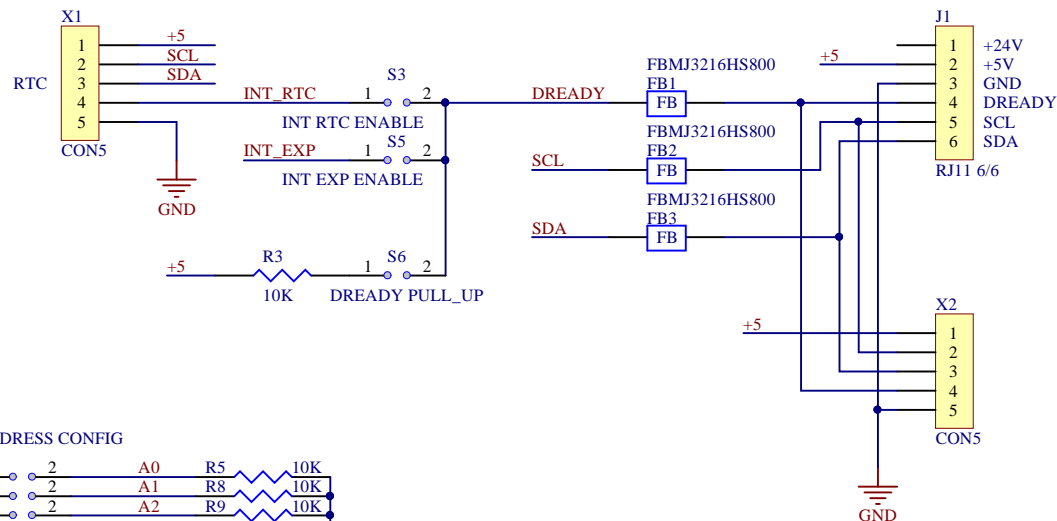 X1
1 +5
2 SCL
RTC 3 SDA
4 INT_RTC 1 S3 2 DREADY
5 INT RTC ENABLE
CON5
GND
INT_EXP 1 S5 2
INT EXP ENABLE
+5 R3 1 S6 2
10K DREADY PULL_UP
FBMJ3216HS800
FB1
FB
FBMJ3216HS800
FB2
SCL FB
FBMJ3216HS800
FB3
SDA FB
J1
1 +24V
+5 2 +5V
3 GND
4 DREADY
5 SCL
6 SDA
RJ11 6/6
X2
+5 1
2
3
4
5
CON5
GND
DRESS CONFIG
2 A0 R5 10K
2 A1 R8 10K
2 A2 R9 10K